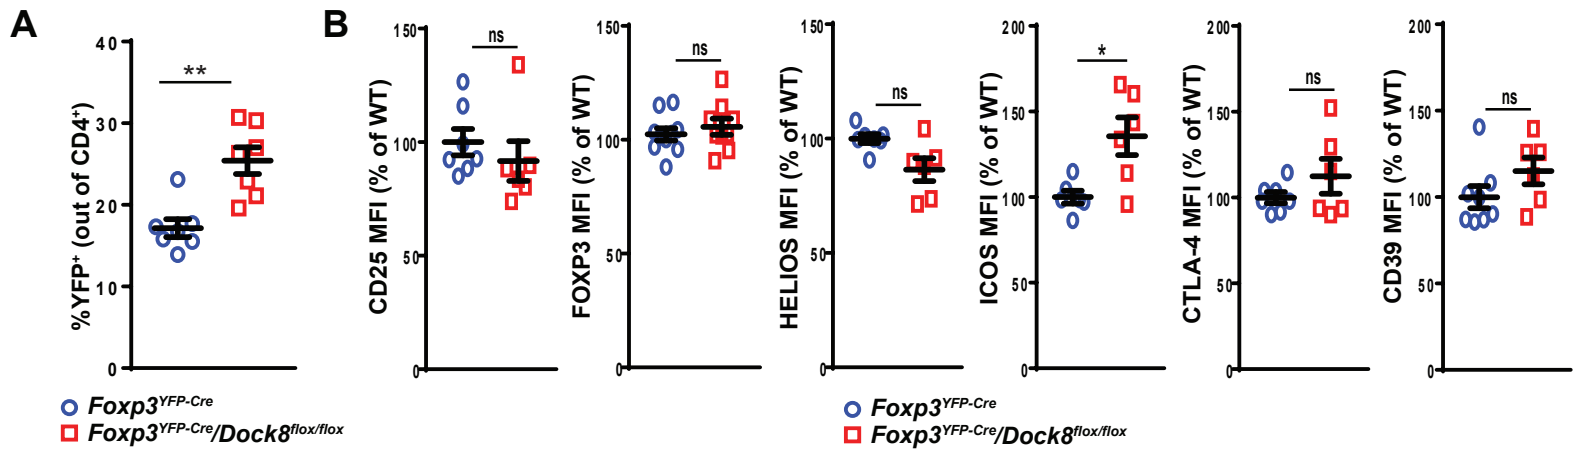 A
%YFP+ (out of CD4+)
40
30
20
10
0
**
Foxp3YFP-Cre
Foxp3YFP-Cre/Dock8flox/flox
B
CD25 MFI (% of WT)
150
100
50
0
ns
FOXP3 MFI (% of WT)
150
100
50
0
ns
HELIOS MFI (% of WT)
150
100
50
0
ns
ICOS MFI (% of WT)
200
150
100
50
0
*
CTLA-4 MFI (% of WT)
200
150
100
50
0
ns
CD39 MFI (% of WT)
200
150
100
50
0
ns
Foxp3YFP-Cre
Foxp3YFP-Cre/Dock8flox/flox